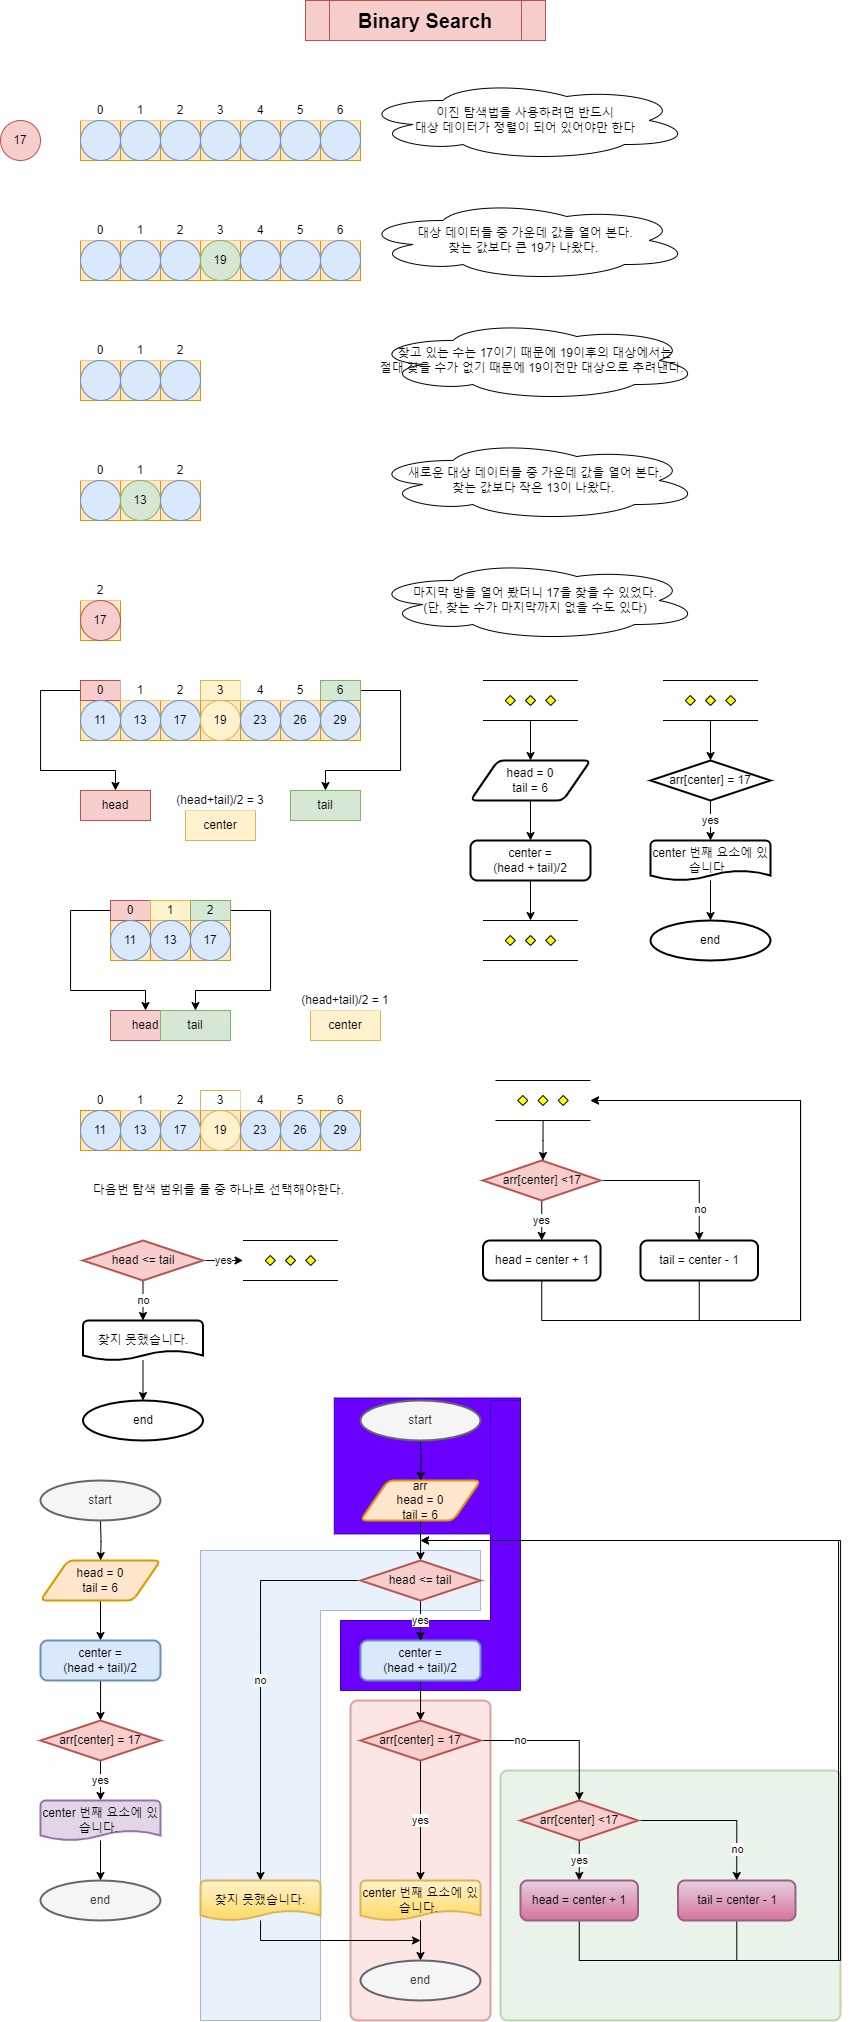 Binary Search
0 1 2 3 4 5 6
17
이진 탐색법을 사용하려면 반드시
대상 데이터가 정렬이 되어 있어야만 한다
0 1 2 3 4 5 6
19
대상 데이터들 중 가운데 값을 열어 본다.
찾는 값보다 큰 19가 나왔다.
0 1 2
찾고 있는 수는 17이기 때문에 19이후의 대상에서는
절대 찾을 수가 없기 때문에 19이전만 대상으로 추려낸다.
0 1 2
13
새로운 대상 데이터들 중 가운데 값을 열어 본다.
찾는 값보다 작은 13이 나왔다.
2
17
마지막 방을 열어 봤더니 17을 찾을 수 있었다.
(단, 찾는 수가 마지막까지 없을 수도 있다)
0 1 2 3 4 5 6
11 13 17 19 23 26 29
head
(head+tail)/2 = 3
center
tail
head = 0
tail = 6
center =
(head + tail)/2
arr[center] = 17
yes
center 번째 요소에 있
습니다.
end
0 1 2
11 13 17
head
tail
(head+tail)/2 = 1
center
0 1 2 3 4 5 6
11 13 17 19 23 26 29
다음번 탐색 범위를 둘 중 하나로 선택해야한다.
arr[center] <17
yes
no
head = center + 1
tail = center - 1
head <= tail
yes
no
찾지 못했습니다.
end
start
head = 0
tail = 6
center =
(head + tail)/2
arr[center] = 17
yes
center 번째 요소에 있
습니다.
end
start
arr
head = 0
tail = 6
head <= tail
yes
no
center =
(head + tail)/2
arr[center] = 17
no
yes
arr[center] <17
yes
no
찾지 못했습니다.
center 번째 요소에 있
습니다.
head = center + 1
tail = center - 1
end